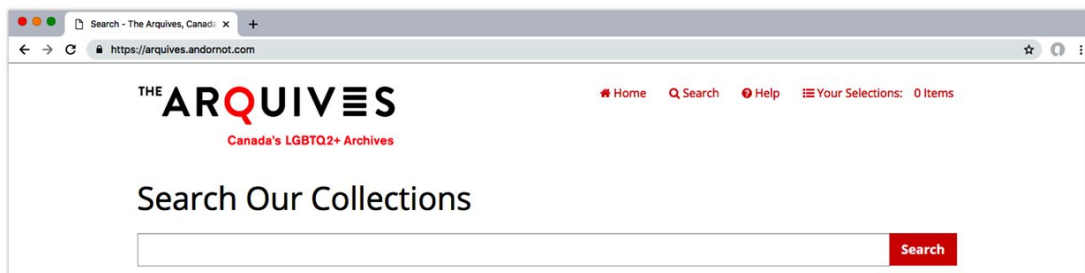 Search - The Arquives, Canada
https://arquives.andornot.com
THE ARQUIVES
Canada's LGBTQ2+ Archives
Home Search Help Your Selections: 0 Items
Search Our Collections
Search